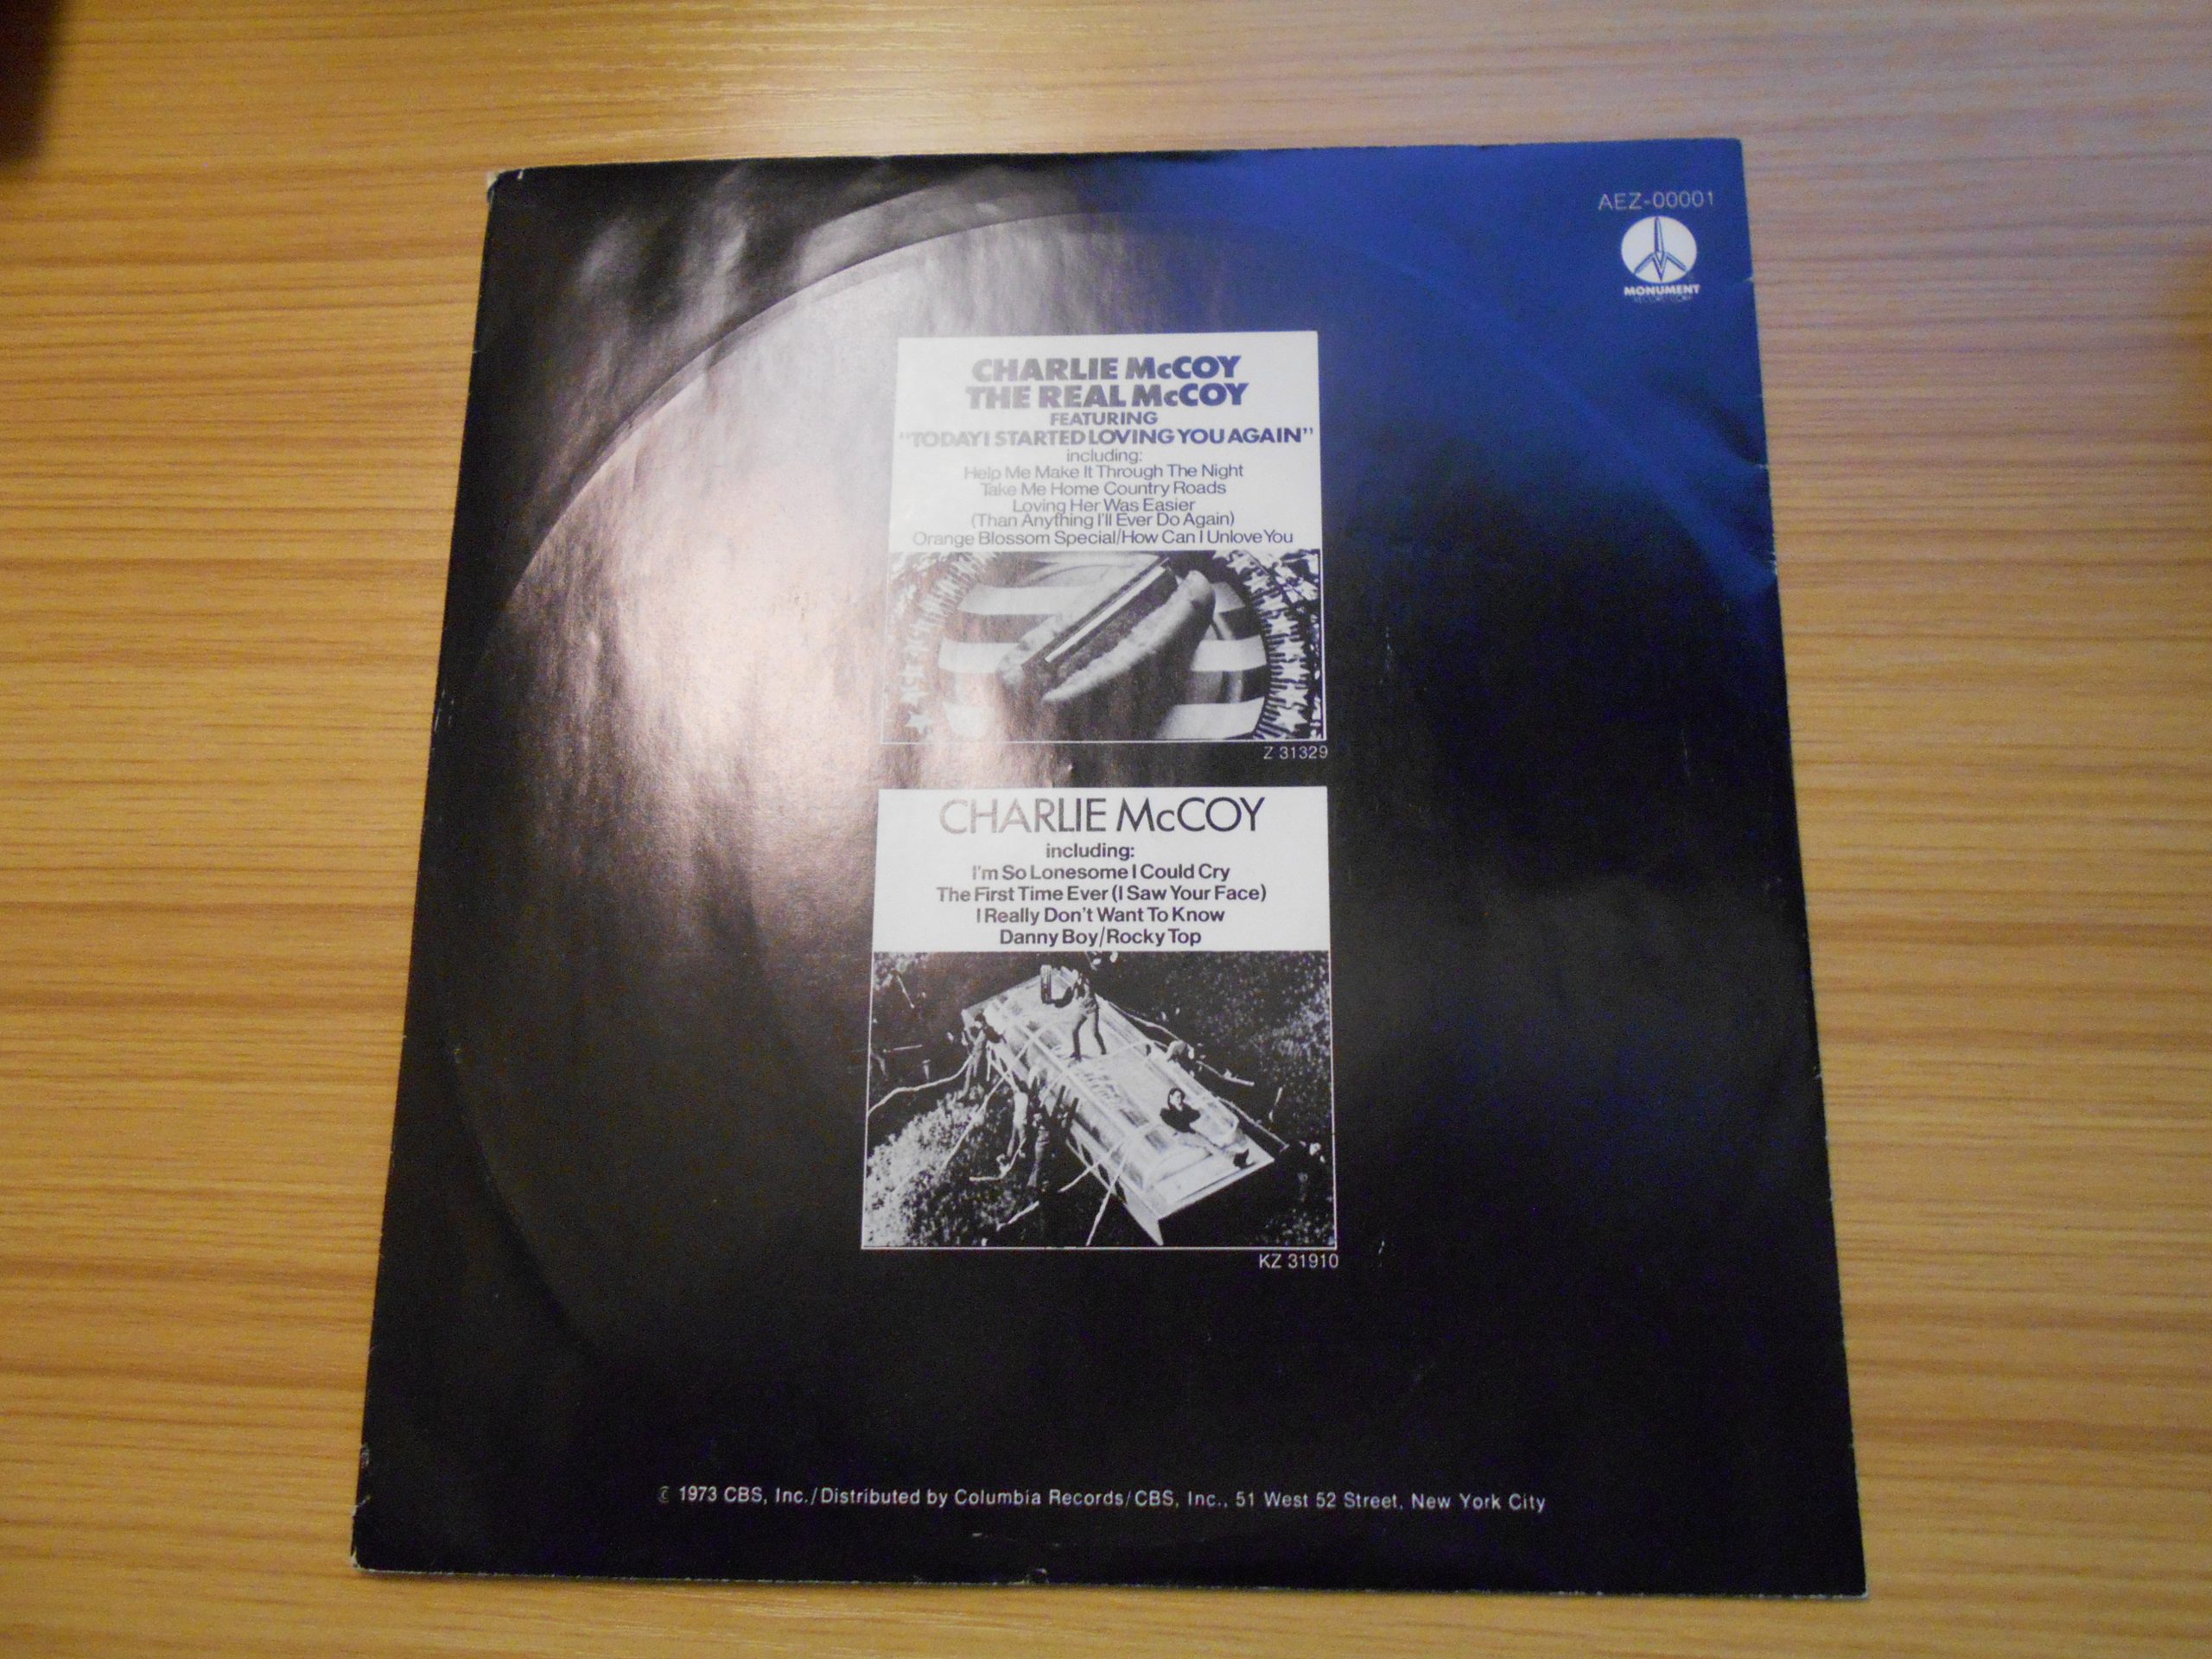 AEZ-00001
MONUMENT
CHARLIE McCOY
THE REAL McCOY
FEATURING
"TODAY I STARTED LOVING YOU AGAIN"
including:
Help Me Make It Through The Night
Take Me Home Country Roads
Loving Her Was Easier
(Than Anything I'll Ever Do Again)
Orange Blossom Special/How Can I Unlove You
Z 31329
CHARLIE McCOY
including:
I'm So Lonesome I Could Cry
The First Time Ever (I Saw Your Face)
I Really Don't Want To Know
Danny Boy/Rocky Top
KZ 31910
© 1973 CBS, Inc./Distributed by Columbia Records/CBS, Inc., 51 West 52 Street, New York City